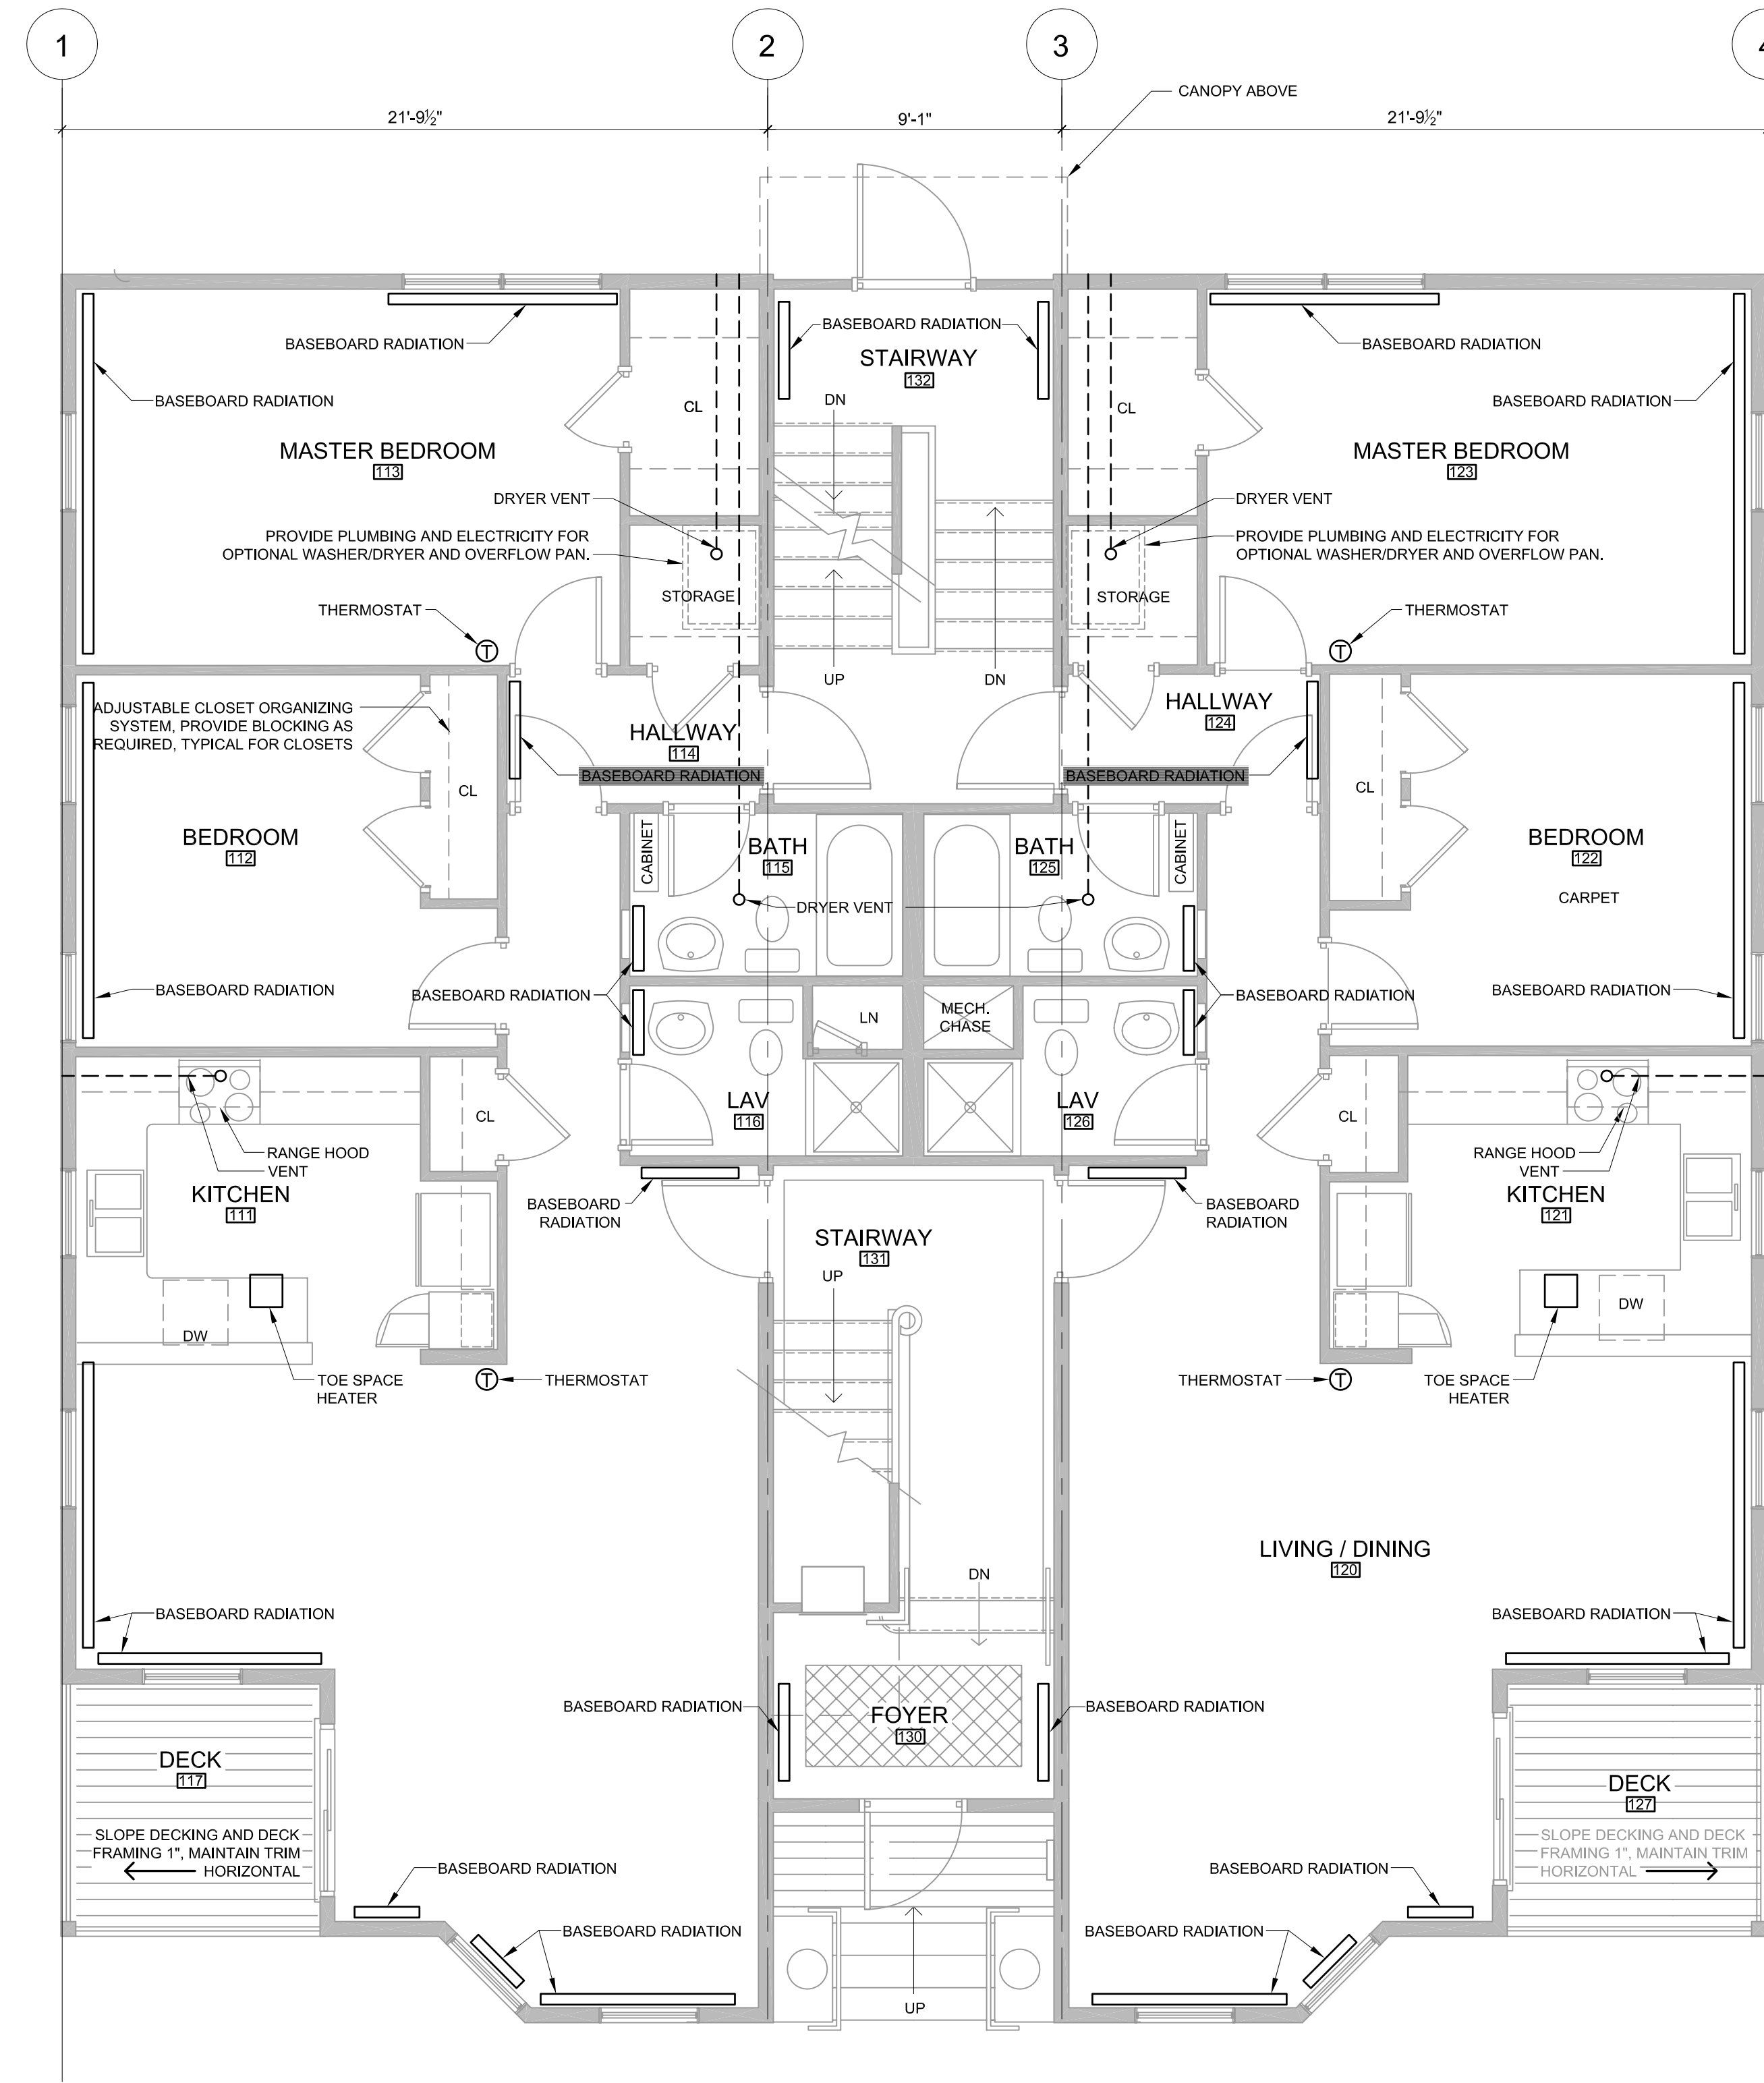 1
2
3
21'-9½"
9'-1"
21'-9½"
CANOPY ABOVE
BASEBOARD RADIATION
BASEBOARD RADIATION
STAIRWAY
132
BASEBOARD RADIATION
BASEBOARD RADIATION
BASEBOARD RADIATION
CL
DN
CL
MASTER BEDROOM
113
MASTER BEDROOM
123
DRYER VENT
DRYER VENT
PROVIDE PLUMBING AND ELECTRICITY FOR
OPTIONAL WASHER/DRYER AND OVERFLOW PAN.
PROVIDE PLUMBING AND ELECTRICITY FOR
OPTIONAL WASHER/DRYER AND OVERFLOW PAN.
STORAGE
STORAGE
THERMOSTAT
T
THERMOSTAT
T
UP
DN
ADJUSTABLE CLOSET ORGANIZING
SYSTEM, PROVIDE BLOCKING AS
REQUIRED, TYPICAL FOR CLOSETS
HALLWAY
114
HALLWAY
124
BASEBOARD RADIATION
BASEBOARD RADIATION
CL
CL
BEDROOM
112
CABINET
BATH
115
BATH
125
CABINET
BEDROOM
122
CARPET
DRYER VENT
BASEBOARD RADIATION
BASEBOARD RADIATION
BASEBOARD RADIATION
BASEBOARD RADIATION
LN
MECH.
CHASE
LAV
116
LAV
126
CL
CL
RANGE HOOD
VENT
RANGE HOOD
VENT
KITCHEN
111
KITCHEN
121
BASEBOARD
RADIATION
BASEBOARD
RADIATION
STAIRWAY
131
UP
DW
DW
TOE SPACE
HEATER
T
THERMOSTAT
THERMOSTAT
T
TOE SPACE
HEATER
LIVING / DINING
120
DN
BASEBOARD RADIATION
BASEBOARD RADIATION
BASEBOARD RADIATION
FOYER
130
BASEBOARD RADIATION
DECK
117
DECK
127
SLOPE DECKING AND DECK
FRAMING 1", MAINTAIN TRIM
HORIZONTAL
SLOPE DECKING AND DECK
FRAMING 1", MAINTAIN TRIM
HORIZONTAL
BASEBOARD RADIATION
BASEBOARD RADIATION
BASEBOARD RADIATION
BASEBOARD RADIATION
UP